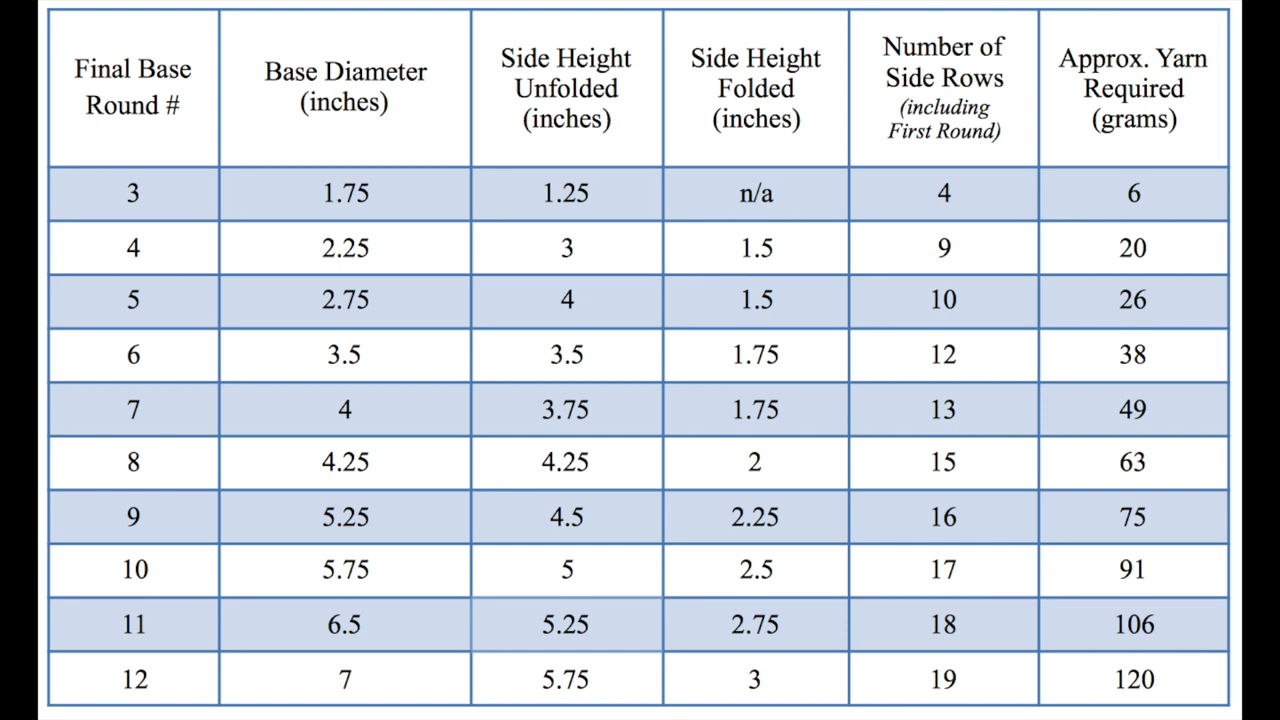 Final Base
Round #
Base Diameter
(inches)
Side Height
Unfolded
(inches)
Side Height
Folded
(inches)
Number of
Side Rows
(including
First Round)
Approx. Yarn
Required
(grams)
3 1.75 1.25 n/a 4 6
4 2.25 3 1.5 9 20
5 2.75 4 1.5 10 26
6 3.5 3.5 1.75 12 38
7 4 3.75 1.75 13 49
8 4.25 4.25 2 15 63
9 5.25 4.5 2.25 16 75
10 5.75 5 2.5 17 91
11 6.5 5.25 2.75 18 106
12 7 5.75 3 19 120